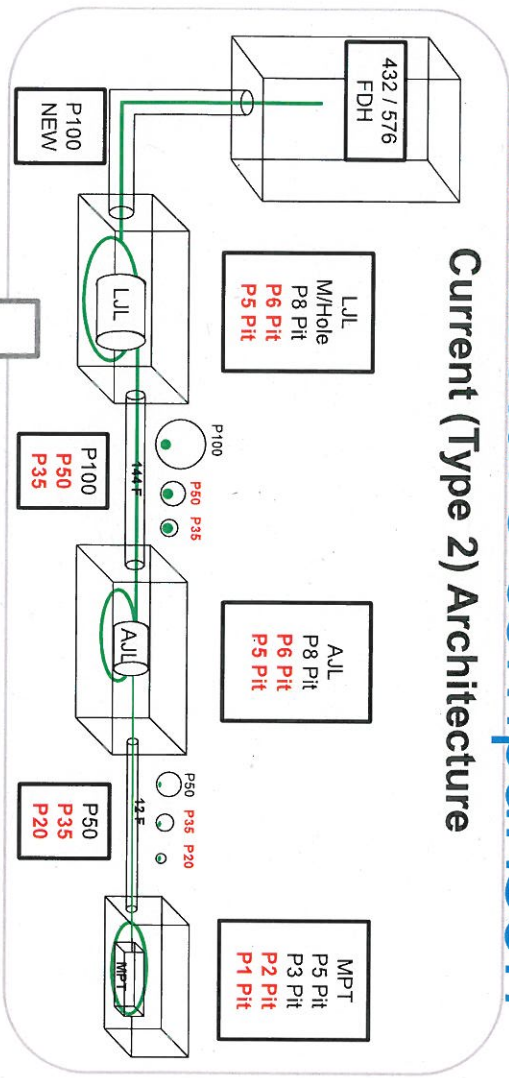 Current (Type 2) Architecture
432 / 576
FDH
LJL
M/Hole
P8 Pit
P6 Pit
P5 Pit
AJL
P8 Pit
P6 Pit
P5 Pit
MPT
P5 Pit
P3 Pit
P2 Pit
P1 Pit
P100
P50
P35
P50
P35
P20
LJL
144 F
AJL
12 F
MPT
P100
NEW
P100
P50
P35
P50
P35
P20